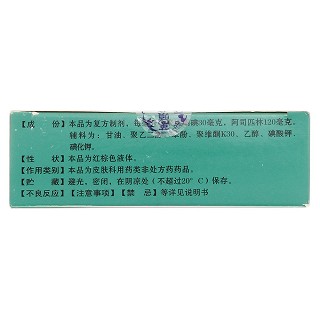 【成 份】本品为复方制剂,每 碘30毫克,阿司匹林120毫克。
辅料为:甘油、聚乙 酸、聚维酮K30、乙醇、碘酸钾、
碘化钾。
【性 状】本品为红棕色液体。
【作用类别】本品为皮肤科用药类非处方药药品。
【贮 藏】避光,密闭,在阴凉处(不超过20°C)保存。
【不良反应】【注意事项】【禁 忌】等详见说明书